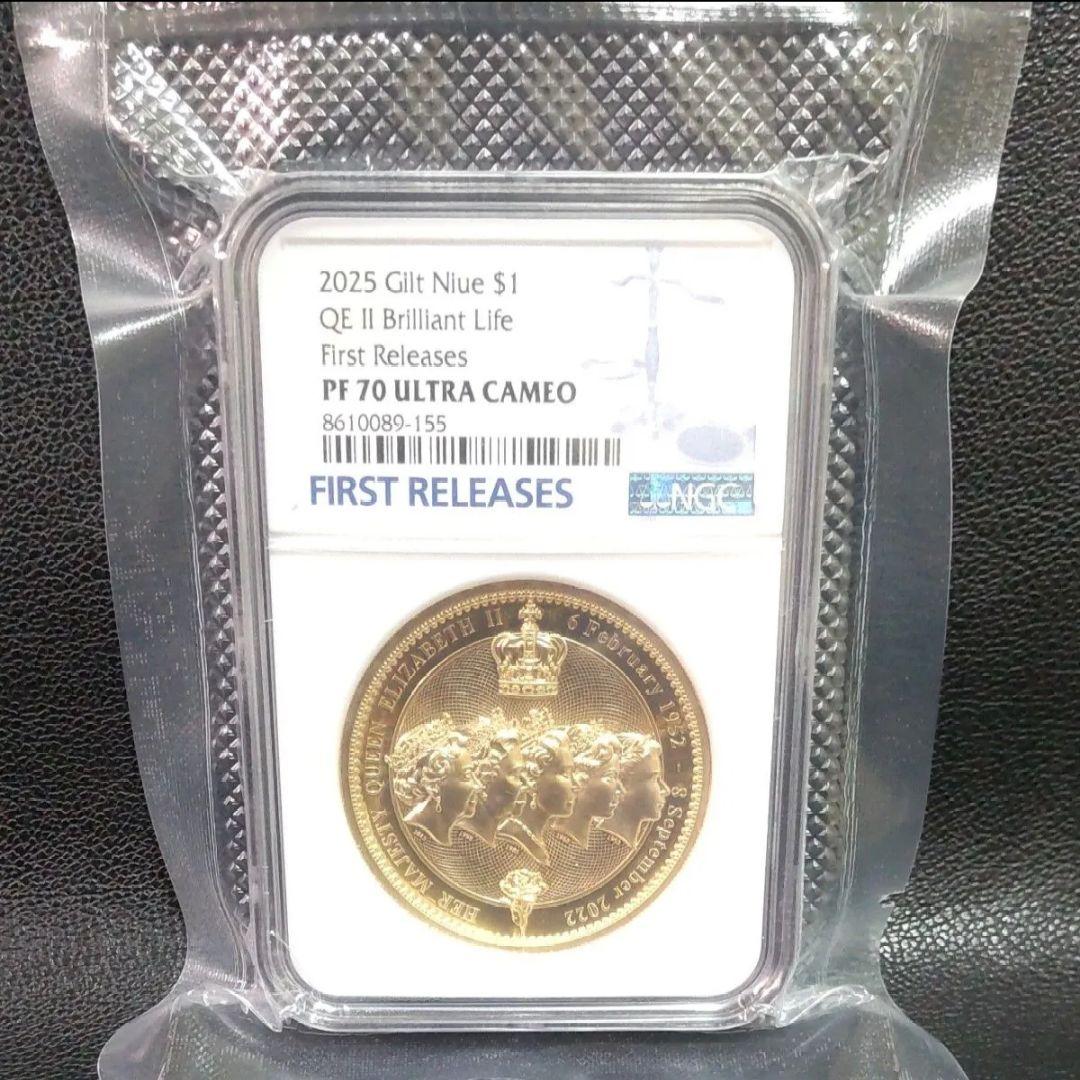 2025 Gilt Niue $1
QE II Brilliant Life
First Releases
PF 70 ULTRA CAMEO
8610089-155
FIRST RELEASES
NGC
HER MAJESTY QUEEN ELIZABETH II
6 February 1952 - 8 September 2022